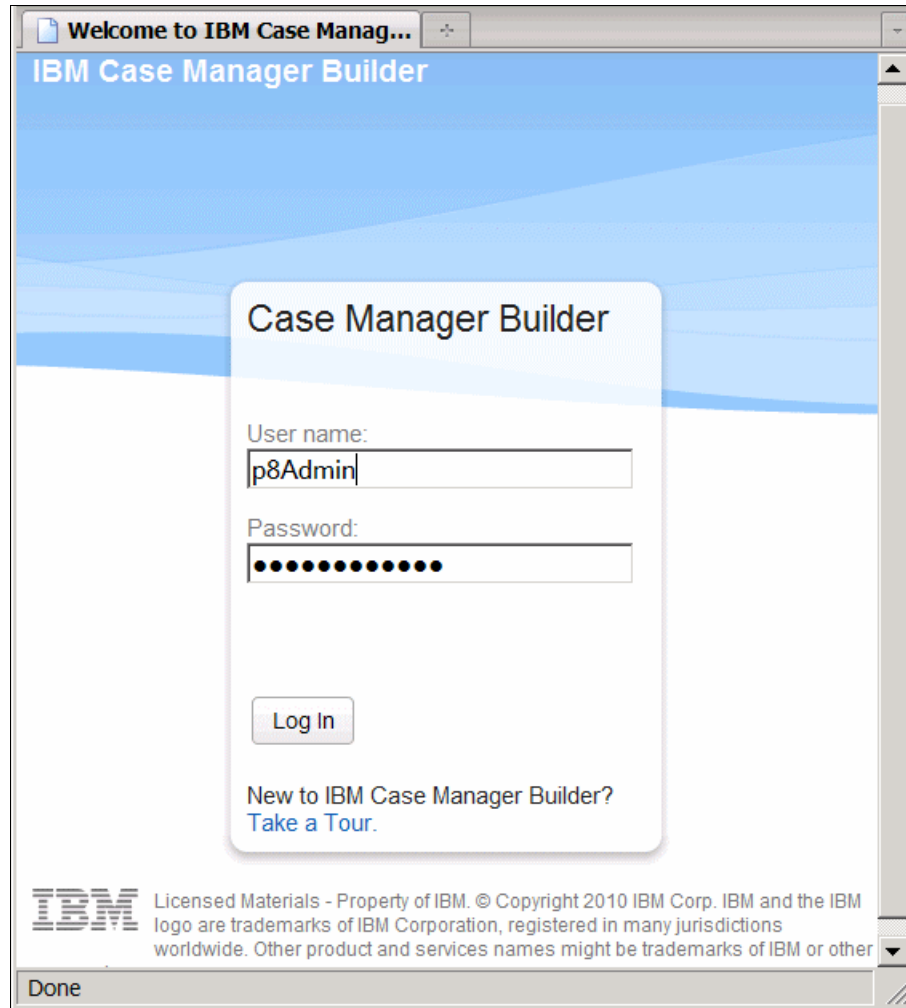 Welcome to IBM Case Manag...
IBM Case Manager Builder
Case Manager Builder
User name:
p8Admin
Password:
●●●●●●●●●●●●
Log In
New to IBM Case Manager Builder?
Take a Tour.
IBM
Licensed Materials - Property of IBM. © Copyright 2010 IBM Corp. IBM and the IBM
logo are trademarks of IBM Corporation, registered in many jurisdictions
worldwide. Other product and services names might be trademarks of IBM or other
Done